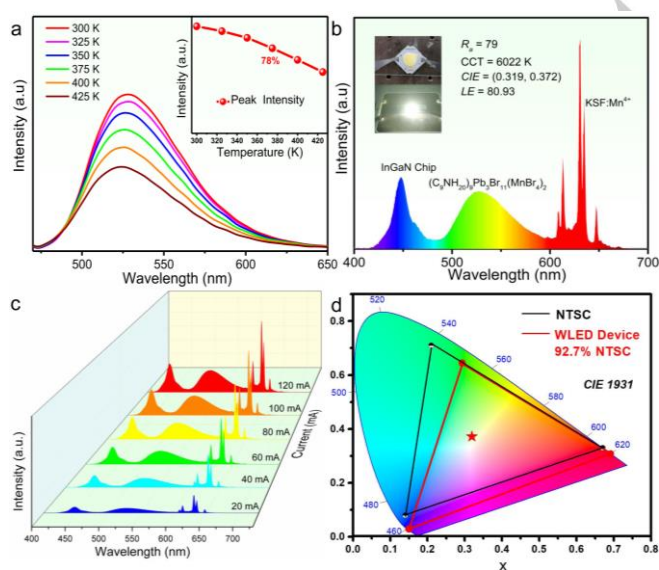 a
300 K
325 K
350 K
375 K
400 K
425 K
Intensity (a.u)
500 550 600 650
Wavelength (nm)
Intensity (a.u.)
78%
Peak Intensity
300 320 340 360 380 400 420
Temperature (K)
b
Rₐ = 79
CCT = 6022 K
CIE = (0.319, 0.372)
LE = 80.93
KSF:Mn⁴⁺
InGaN Chip
(C₉NH₂₀)₉Pb₃Br₁₁(MnBr₄)₂
Intensity (a.u)
400 500 600 700
Wavelength (nm)
c
120 mA
100 mA
80 mA
60 mA
40 mA
20 mA
Current (mA)
Intensity (a.u.)
400 450 500 550 600 650 700
Wavelength (nm)
d
NTSC
WLED Device
92.7% NTSC
CIE 1931
520
540
560
500
580
600
620
480
460
0.8
0.6
0.4
0.2
0.0
0.0 0.1 0.2 0.3 0.4 0.5 0.6 0.7 0.8
x